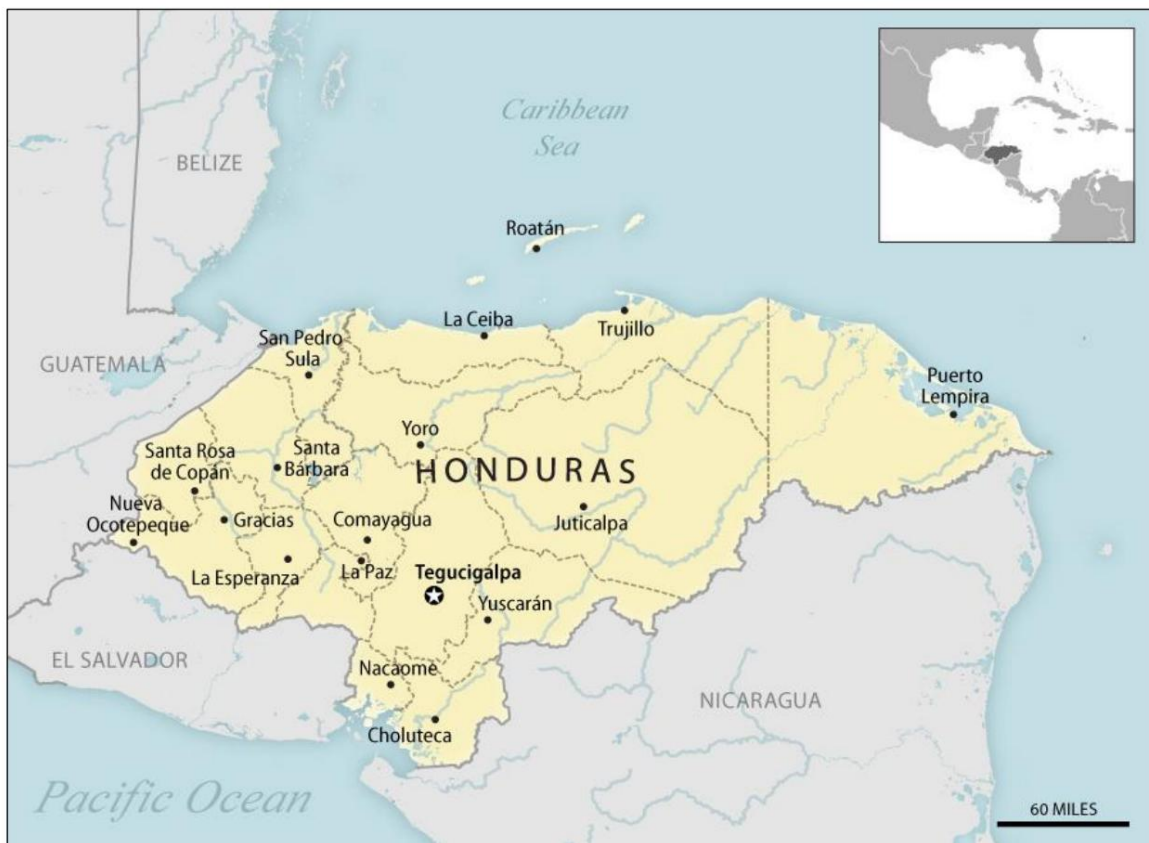 Caribbean
Sea
BELIZE
Roatán
La Ceiba
Trujillo
San Pedro
Sula
GUATEMALA
Puerto
Lempira
Yoro
Santa
Bárbara
Santa Rosa
de Copán
HONDURAS
Nueva
Ocotepeque
Gracias
Comayagua
Juticalpa
La Esperanza
La Paz
Tegucigalpa
Yuscarán
EL SALVADOR
Nacaome
NICARAGUA
Choluteca
Pacific Ocean
60 MILES